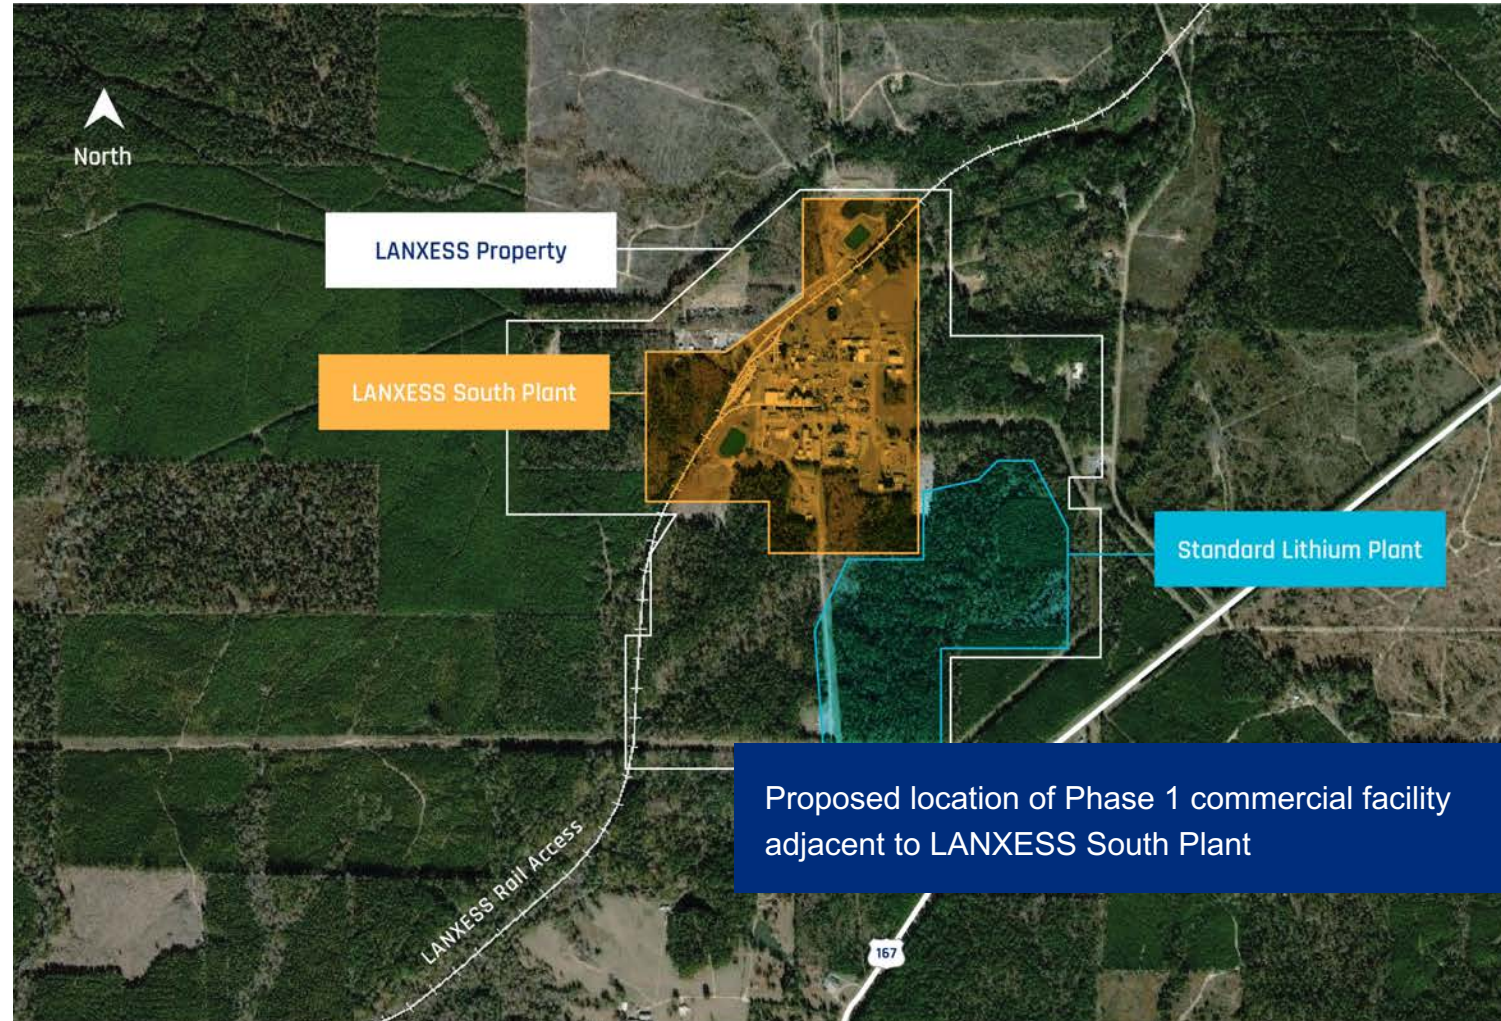 North
LANXESS Property
LANXESS South Plant
Standard Lithium Plant
Proposed location of Phase 1 commercial facility
adjacent to LANXESS South Plant
LANXESS Rail Access
167